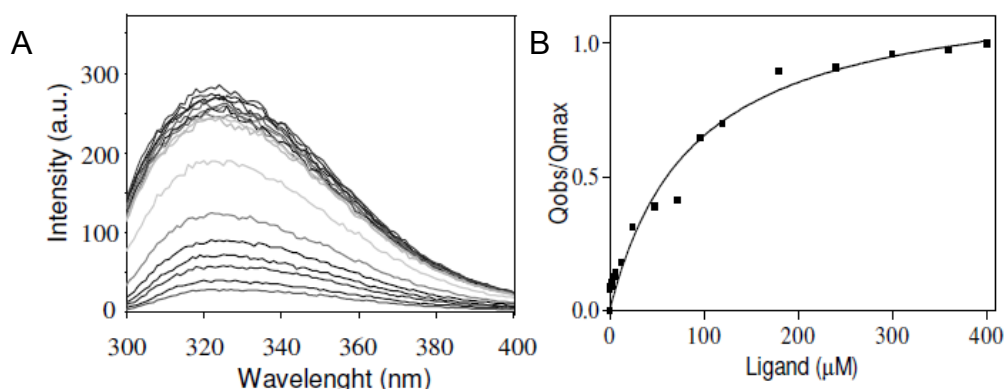 A
Intensity (a.u.)
300
200
100
0
300 320 340 360 380 400
Wavelenght (nm)
B
Qobs/Qmax
1.0
0.5
0.0
0 100 200 300 400
Ligand (μM)